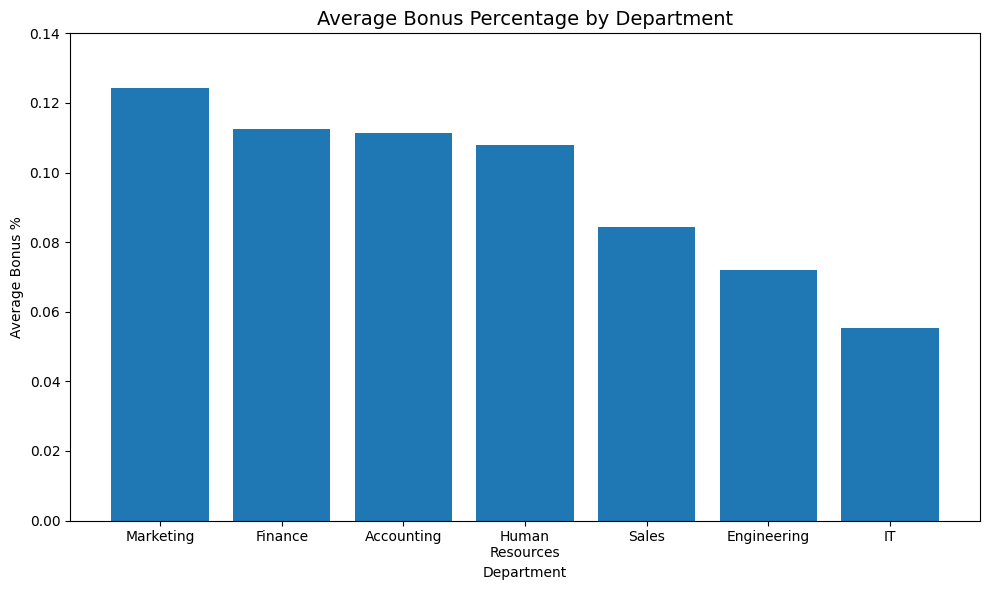 Average Bonus Percentage by Department
Average Bonus %
0.14
0.12
0.10
0.08
0.06
0.04
0.02
0.00
Marketing
Finance
Accounting
Human
Resources
Sales
Engineering
IT
Department